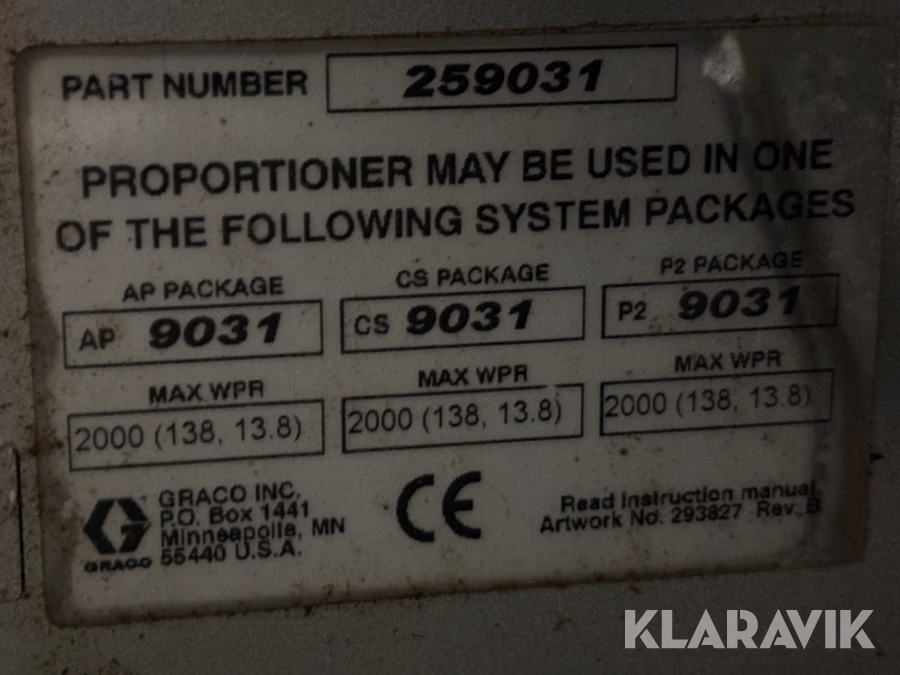 PART NUMBER 259031
PROPORTIONER MAY BE USED IN ONE
OF THE FOLLOWING SYSTEM PACKAGES
AP PACKAGE CS PACKAGE P2 PACKAGE
AP 9031 CS 9031 P2 9031
MAX WPR MAX WPR MAX WPR
2000 (138, 13.8) 2000 (138, 13.8) 2000 (138, 13.8)
GRACO
GRACO INC.
P.O. Box 1441
Minneapolis, MN
55440 U.S.A.
CE
Read instruction manual.
Artwork No. 293827 Rev. B
KLARAVIK